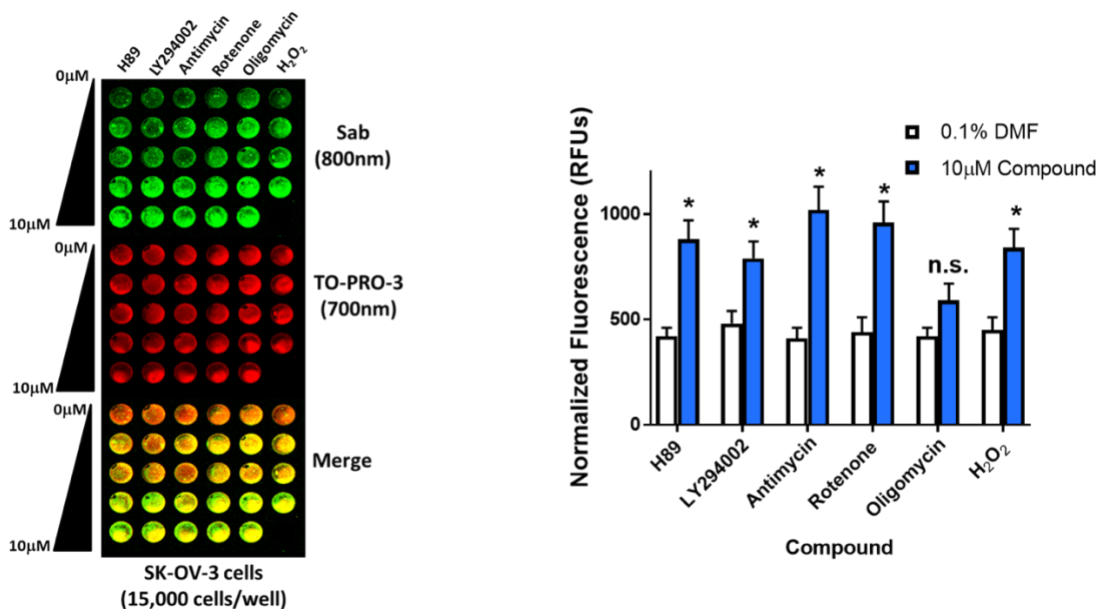 H89
LY294002
Antimycin
Rotenone
Oligomycin
H₂O₂
0μM
10μM
Sab
(800nm)
0μM
10μM
TO-PRO-3
(700nm)
0μM
10μM
Merge
SK-OV-3 cells
(15,000 cells/well)
0.1% DMF
10μM Compound
Normalized Fluorescence (RFUs)
1000
500
0
*
*
*
*
n.s.
*
H89
LY294002
Antimycin
Rotenone
Oligomycin
H₂O₂
Compound